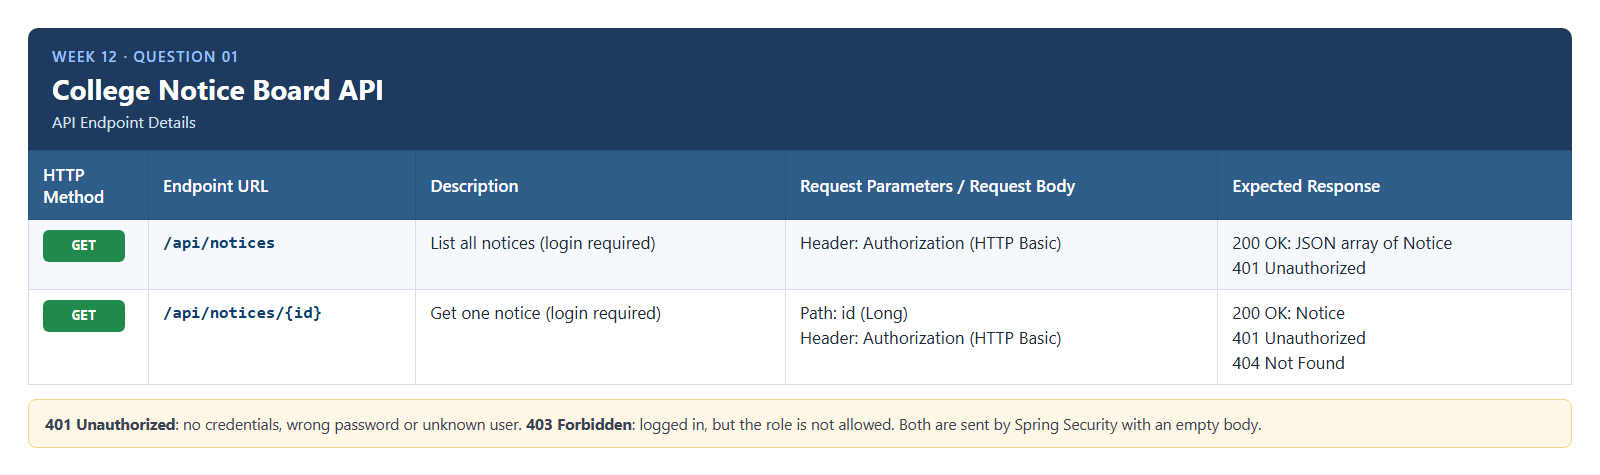 WEEK 12 · QUESTION 01
College Notice Board API
API Endpoint Details
HTTP Method
Endpoint URL
Description
Request Parameters / Request Body
Expected Response
GET
/api/notices
List all notices (login required)
Header: Authorization (HTTP Basic)
200 OK: JSON array of Notice
401 Unauthorized
GET
/api/notices/{id}
Get one notice (login required)
Path: id (Long)
Header: Authorization (HTTP Basic)
200 OK: Notice
401 Unauthorized
404 Not Found
401 Unauthorized: no credentials, wrong password or unknown user. 403 Forbidden: logged in, but the role is not allowed. Both are sent by Spring Security with an empty body.